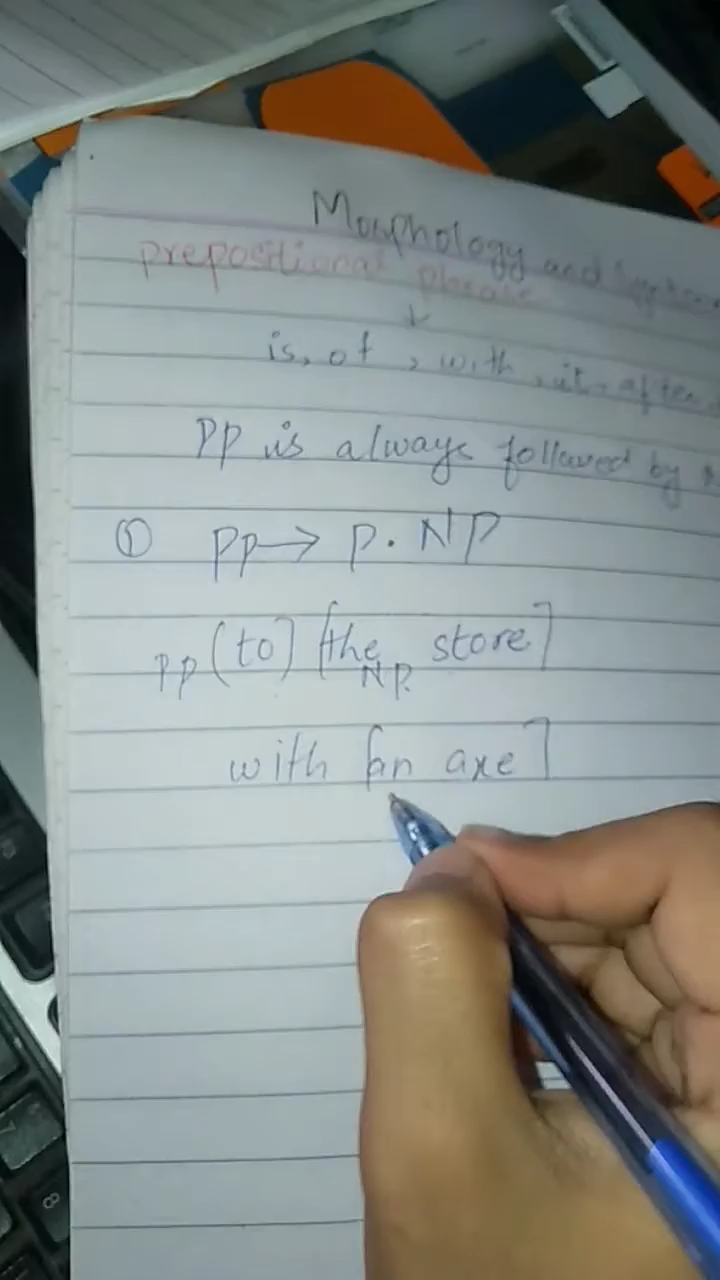 Morphology and
prepositional phrase
is, of, with, it, after
PP is always followed by
① PP → P. NP
PP (to] [the store]
NP.
with [an axe]